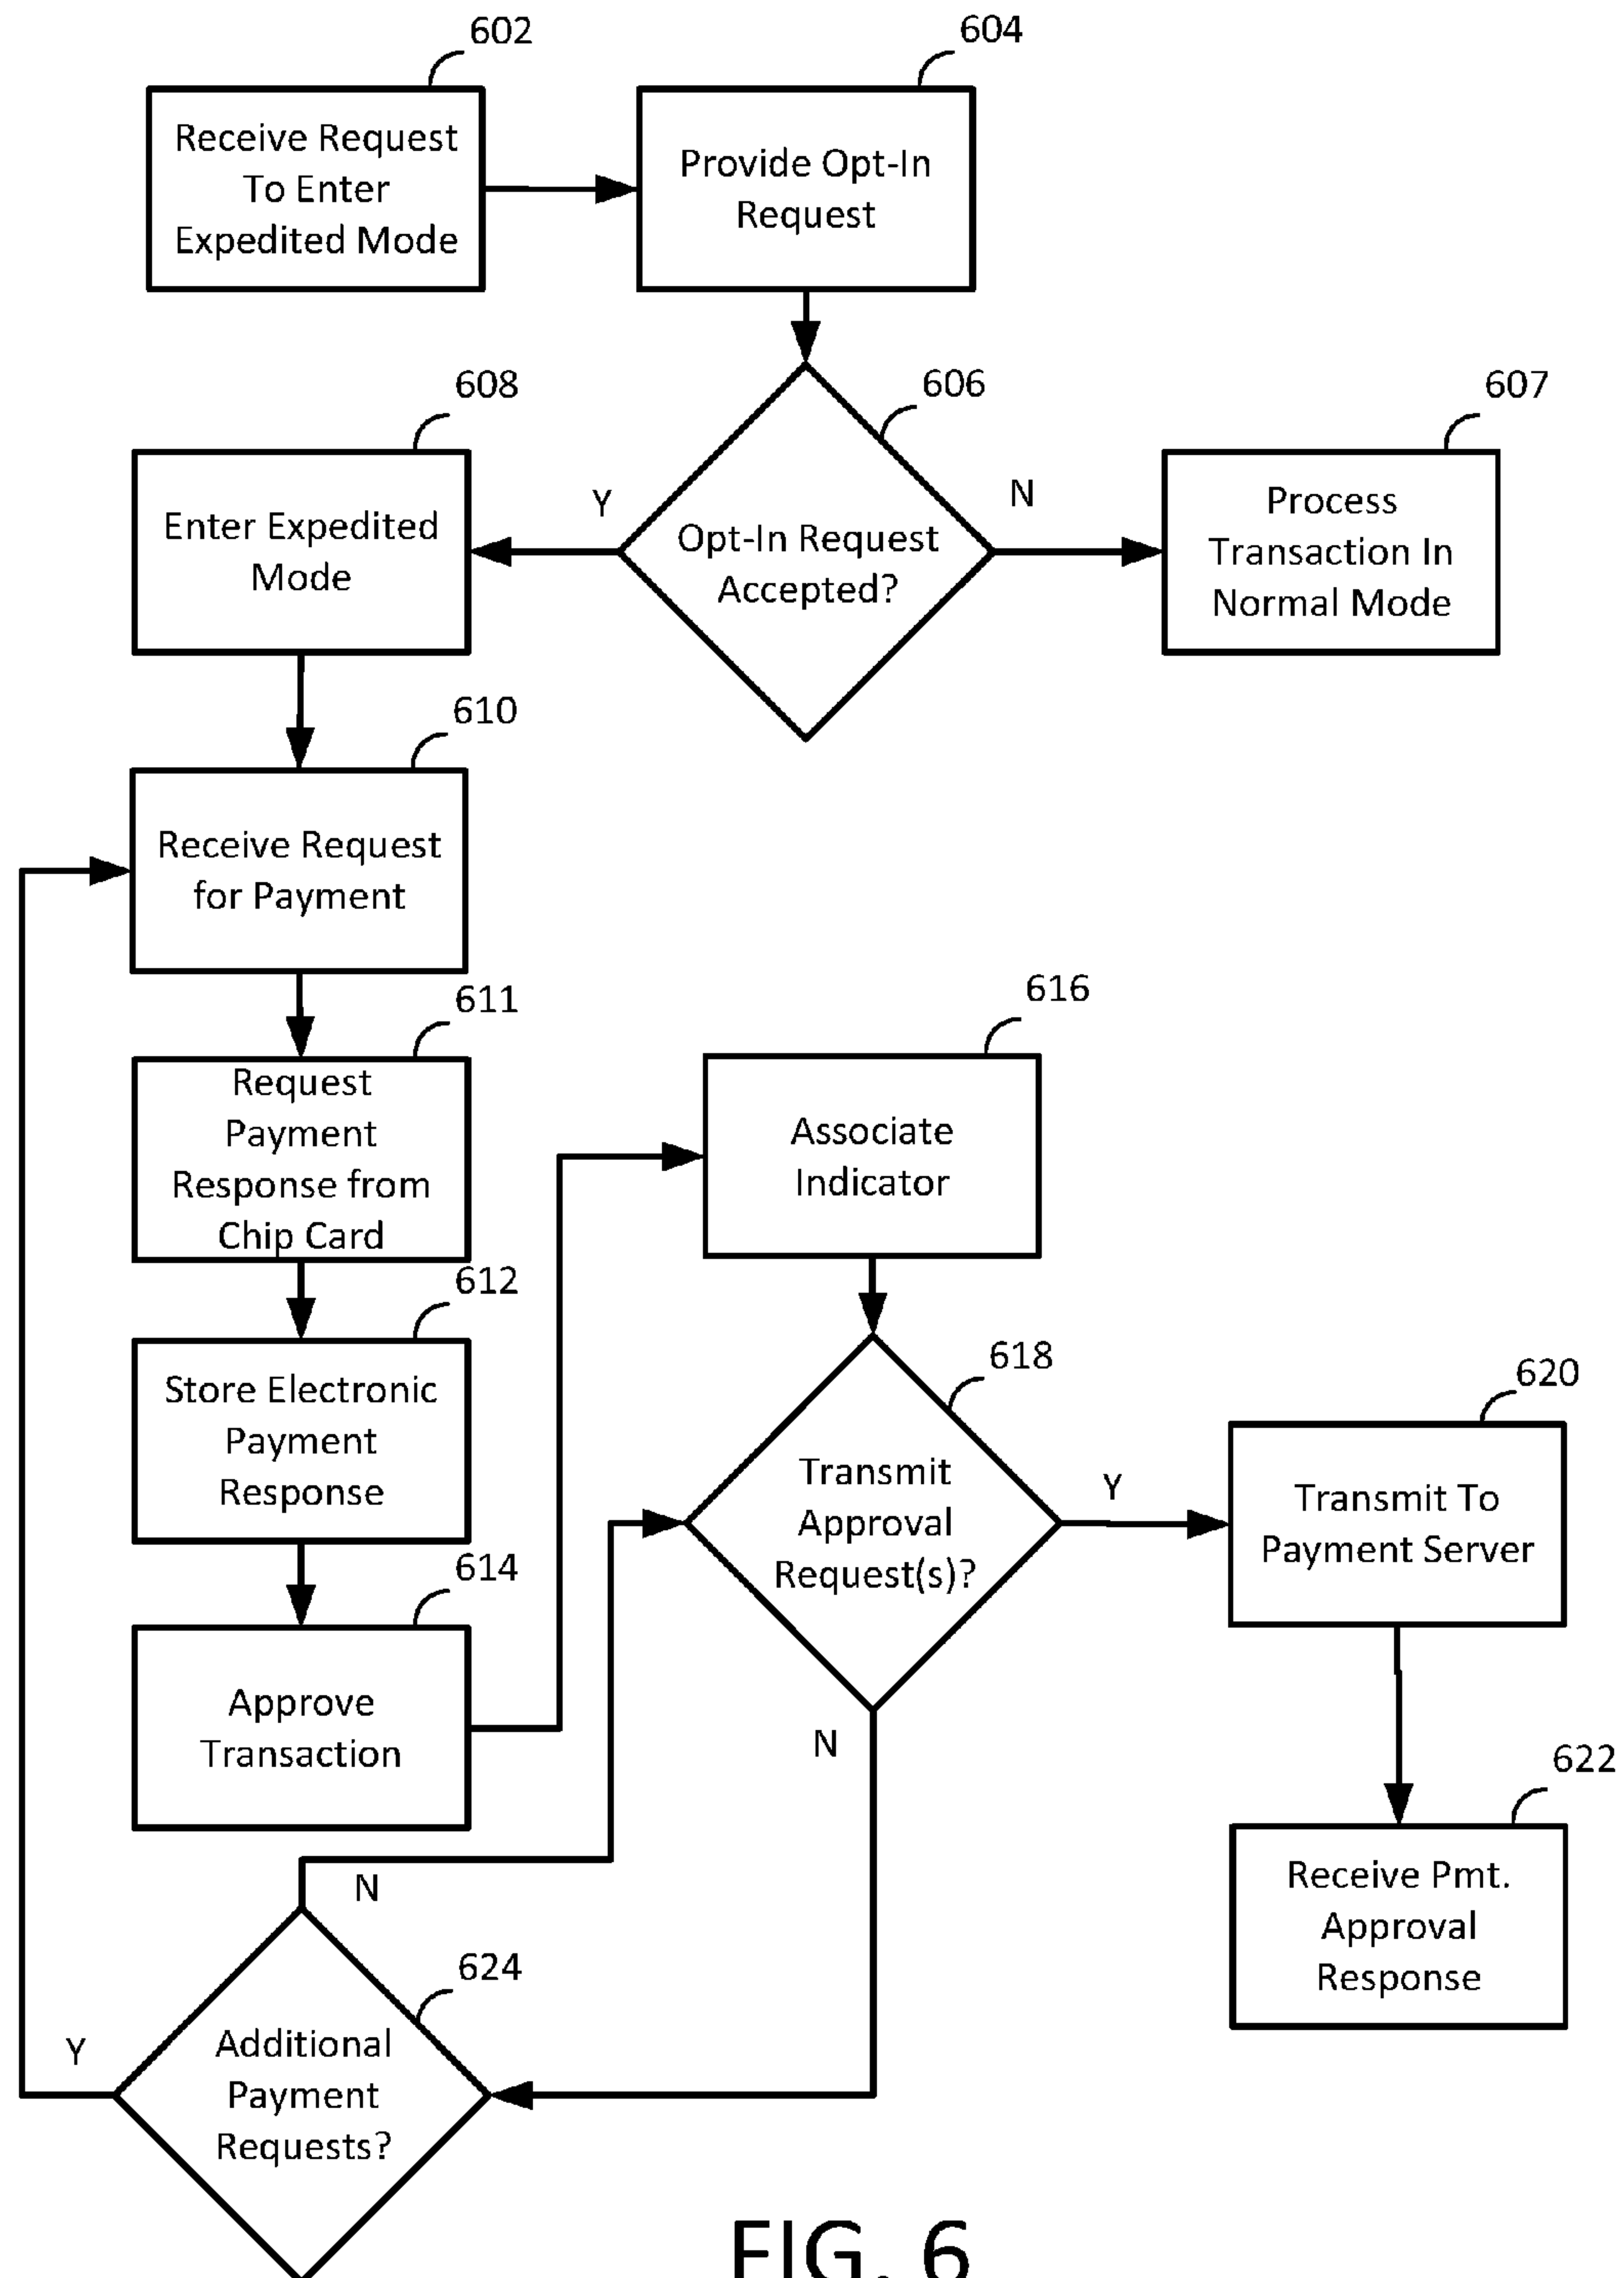 602
Receive Request
To Enter
Expedited Mode
604
Provide Opt-In
Request
606
Opt-In Request
Accepted?
Y
N
607
Process
Transaction In
Normal Mode
608
Enter Expedited
Mode
610
Receive Request
for Payment
611
Request
Payment
Response from
Chip Card
612
Store Electronic
Payment
Response
614
Approve
Transaction
616
Associate
Indicator
618
Transmit
Approval
Request(s)?
Y
N
620
Transmit To
Payment Server
622
Receive Pmt.
Approval
Response
624
Additional
Payment
Requests?
N
Y
FIG. 6